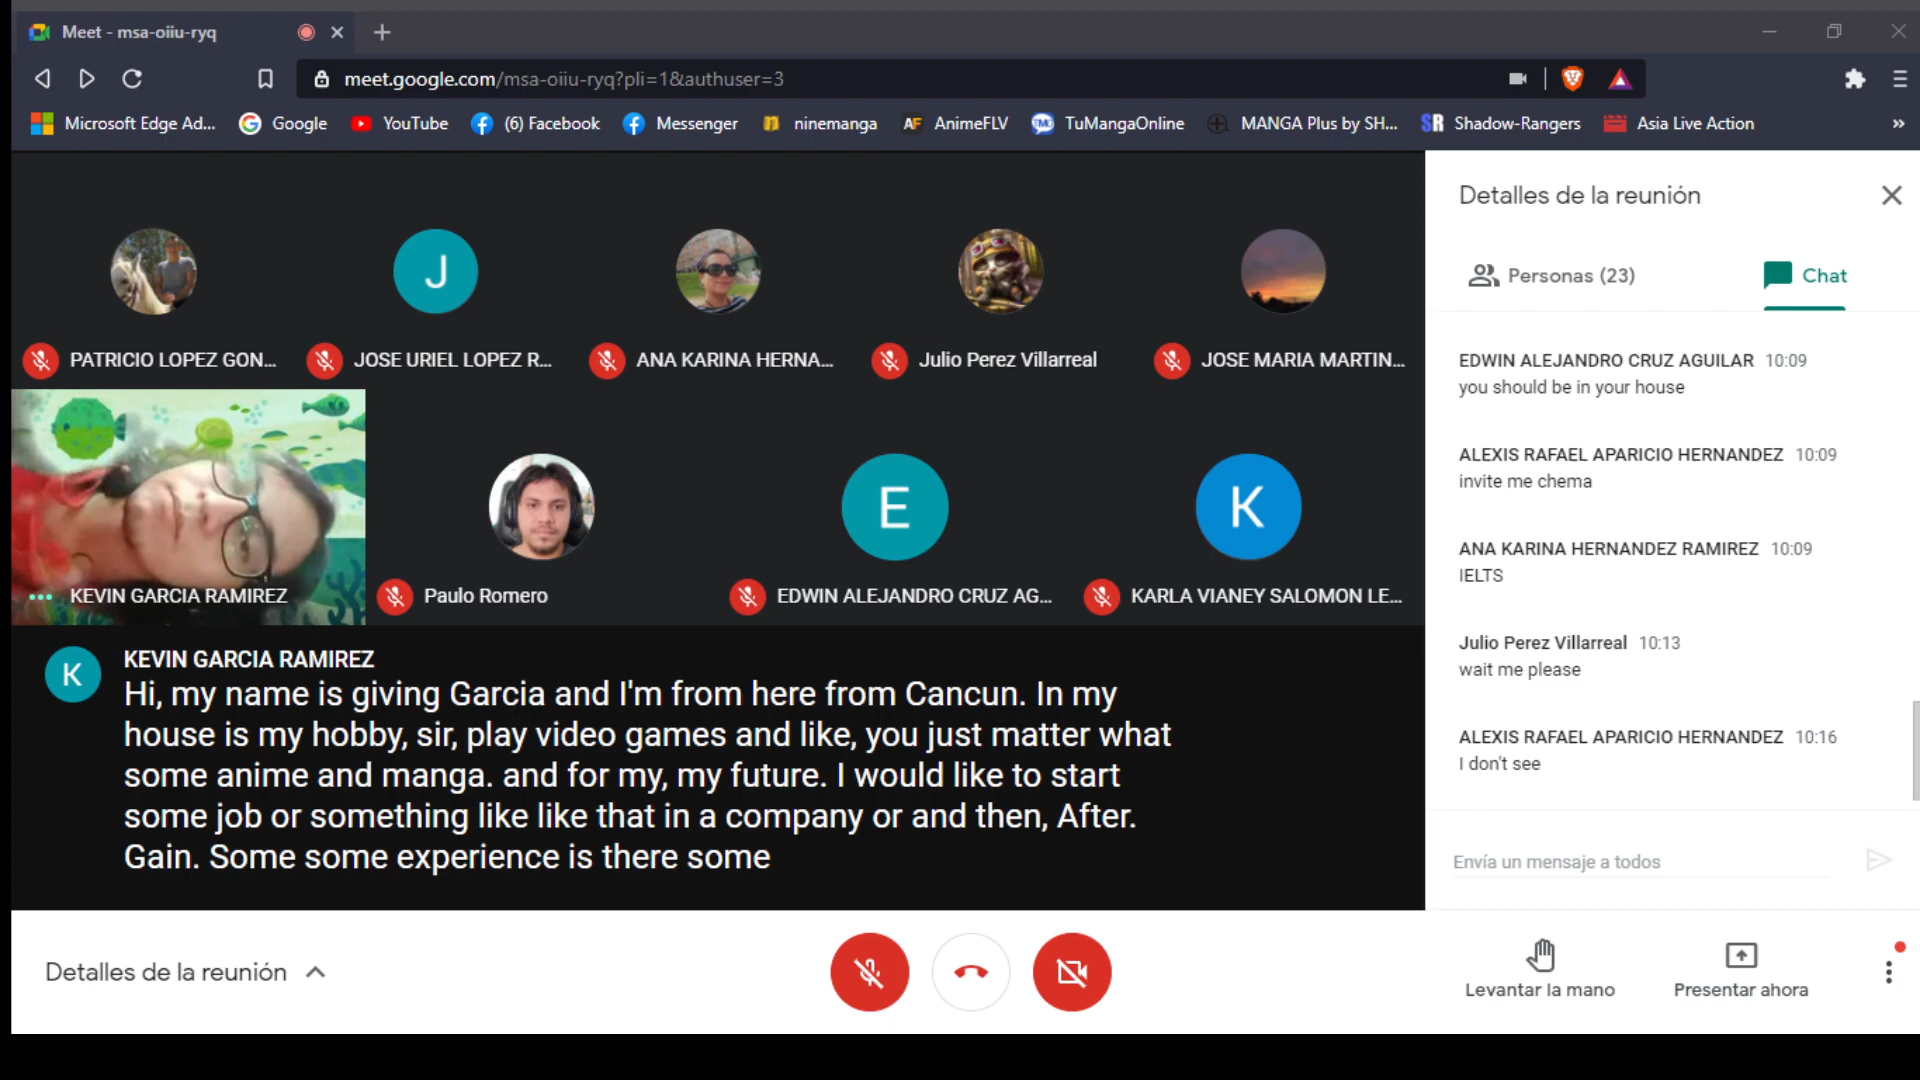 Meet - msa-oiiu-ryq
meet.google.com/msa-oiiu-ryq?pli=1&authuser=3
Microsoft Edge Ad...
Google
YouTube
(6) Facebook
Messenger
ninemanga
AF
AnimeFLV
TMO
TuMangaOnline
MANGA Plus by SH...
SR
Shadow-Rangers
Asia Live Action
»
J
PATRICIO LOPEZ GON...
JOSE URIEL LOPEZ R...
ANA KARINA HERNA...
Julio Perez Villarreal
JOSE MARIA MARTIN...
E
K
KEVIN GARCIA RAMIREZ
Paulo Romero
EDWIN ALEJANDRO CRUZ AG...
KARLA VIANEY SALOMON LE...
K
KEVIN GARCIA RAMIREZ
Hi, my name is giving Garcia and I'm from here from Cancun. In my
house is my hobby, sir, play video games and like, you just matter what
some anime and manga. and for my, my future. I would like to start
some job or something like like that in a company or and then, After.
Gain. Some some experience is there some
Detalles de la reunión
Personas (23)
Chat
EDWIN ALEJANDRO CRUZ AGUILAR 10:09
you should be in your house
ALEXIS RAFAEL APARICIO HERNANDEZ 10:09
invite me chema
ANA KARINA HERNANDEZ RAMIREZ 10:09
IELTS
Julio Perez Villarreal 10:13
wait me please
ALEXIS RAFAEL APARICIO HERNANDEZ 10:16
I don't see
Envía un mensaje a todos
Detalles de la reunión
Levantar la mano
Presentar ahora